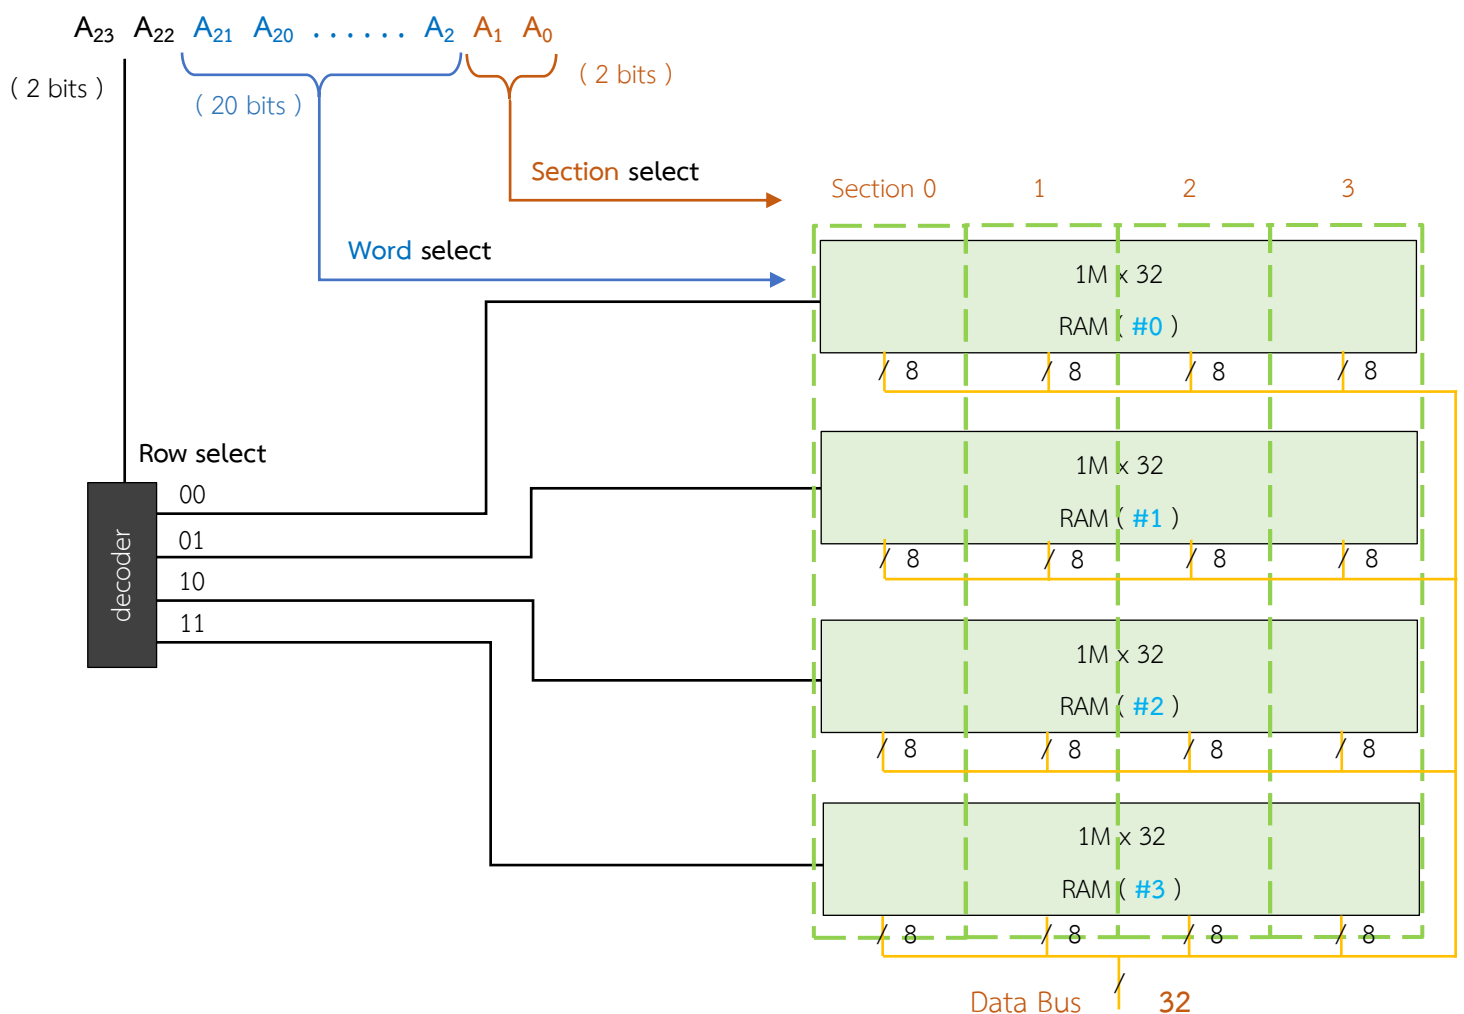 A23 A22 A21 A20 . . . . . . A2 A1 A0
( 2 bits )
( 20 bits )
( 2 bits )
Section select
Word select
Section 0 1 2 3
1M x 32
RAM ( #0 )
8 8 8 8
Row select
decoder
00
01
10
11
1M x 32
RAM ( #1 )
8 8 8 8
1M x 32
RAM ( #2 )
8 8 8 8
1M x 32
RAM ( #3 )
8 8 8 8
Data Bus 32